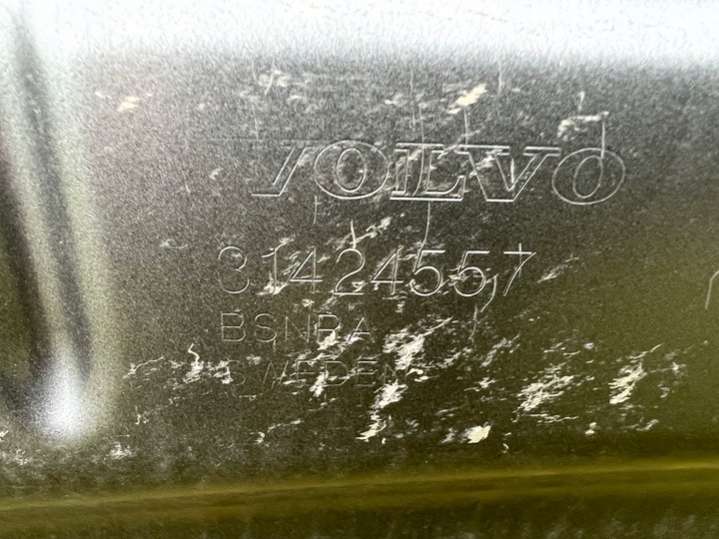 VOLVO
31424557
BSNRA
SWEDEN